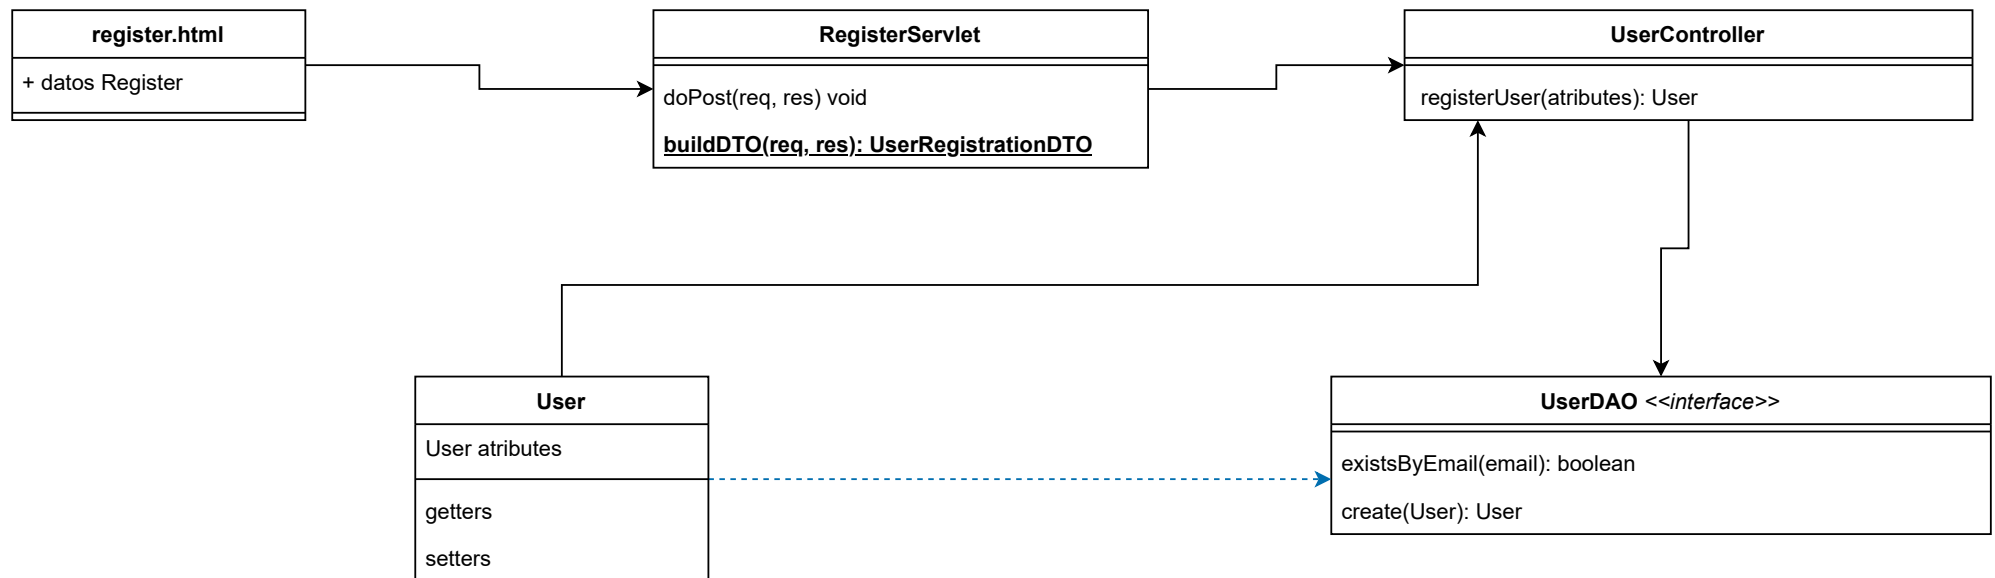 register.html
+ datos Register
RegisterServlet
doPost(req, res) void
buildDTO(req, res): UserRegistrationDTO
UserController
registerUser(atributes): User
User
User atributes
getters
setters
UserDAO <<interface>>
existsByEmail(email): boolean
create(User): User